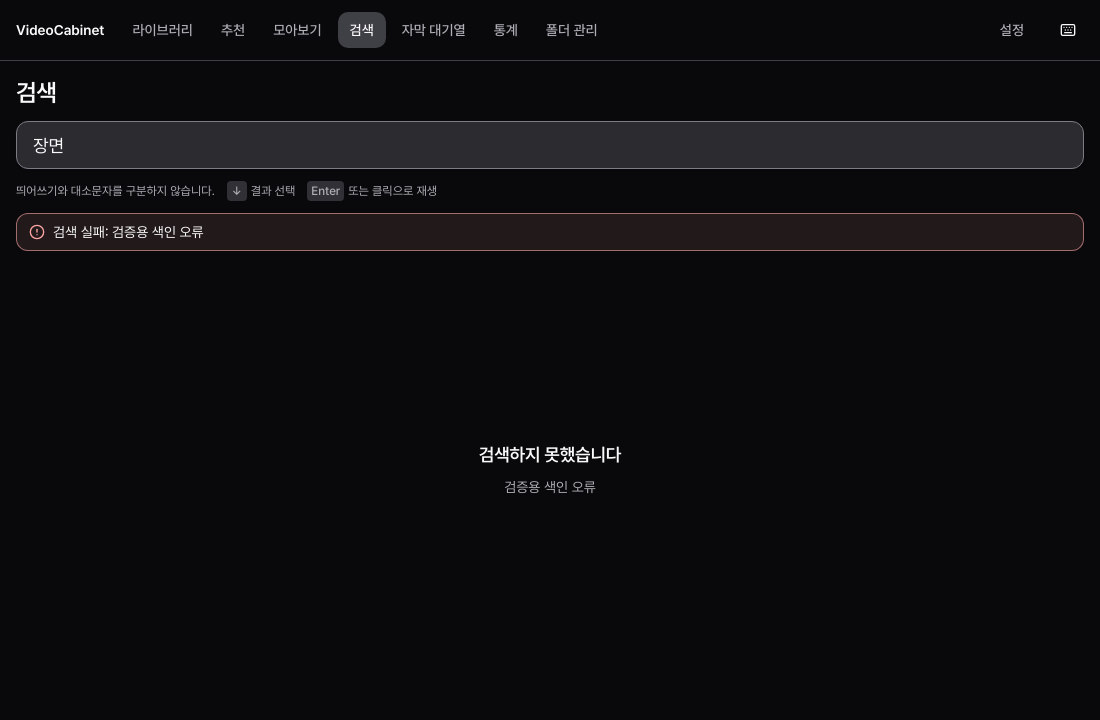 VideoCabinet 라이브러리 추천 모아보기 검색 자막 대기열 통계 폴더 관리 설정
검색
장면
띄어쓰기와 대소문자를 구분하지 않습니다. ↓ 결과 선택 Enter 또는 클릭으로 재생
검색 실패: 검증용 색인 오류
검색하지 못했습니다
검증용 색인 오류